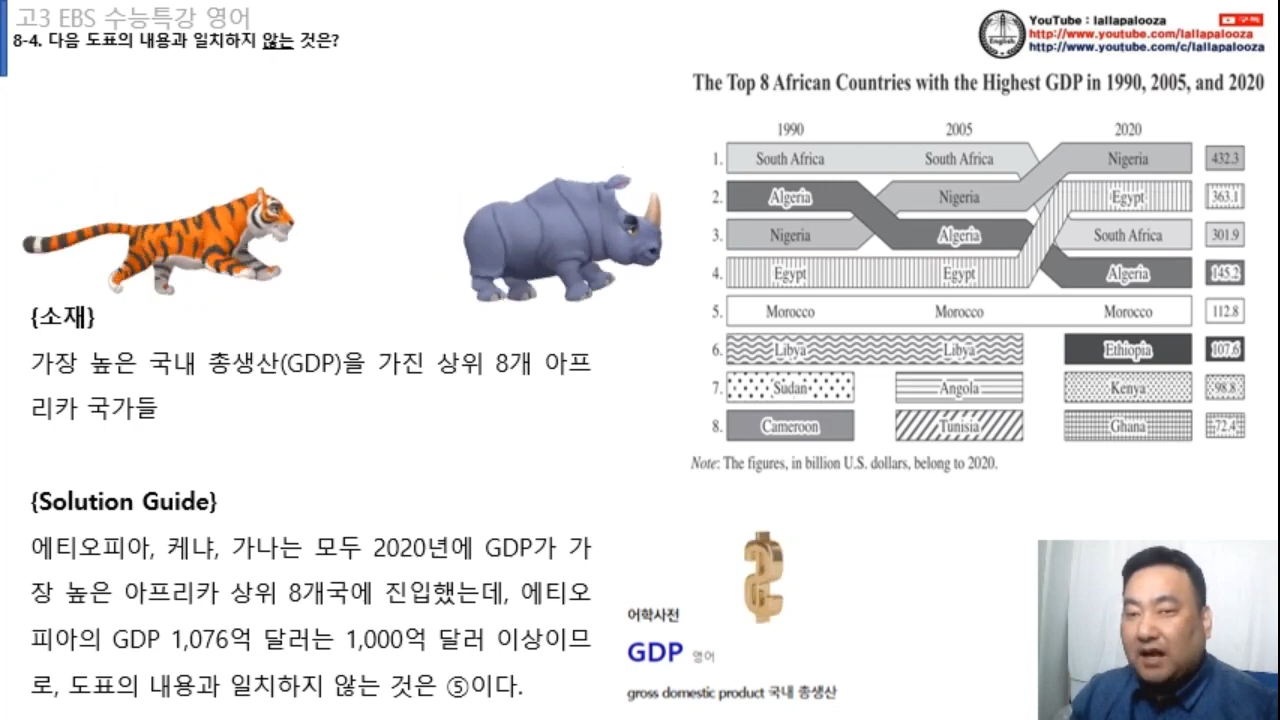 고3 EBS 수능특강 영어
8-4. 다음 도표의 내용과 일치하지 않는 것은?
YouTube : lallapalooza
구독
http://www.youtube.com/lallapalooza
http://www.youtube.com/c/lallapalooza
English
The Top 8 African Countries with the Highest GDP in 1990, 2005, and 2020
1990 2005 2020
1. South Africa South Africa Nigeria 432.3
2. Algeria Nigeria Egypt 363.1
3. Nigeria Algeria South Africa 301.9
4. Egypt Egypt Algeria 145.2
5. Morocco Morocco Morocco 112.8
6. Libya Libya Ethiopia 107.6
7. Sudan Angola Kenya 98.8
8. Cameroon Tunisia Ghana 72.4
Note: The figures, in billion U.S. dollars, belong to 2020.
{소재}
가장 높은 국내 총생산(GDP)을 가진 상위 8개 아프
리카 국가들
{Solution Guide}
에티오피아, 케냐, 가나는 모두 2020년에 GDP가 가
장 높은 아프리카 상위 8개국에 진입했는데, 에티오
피아의 GDP 1,076억 달러는 1,000억 달러 이상이므
로, 도표의 내용과 일치하지 않는 것은 ⑤이다.
어학사전
GDP 영어
gross domestic product 국내 총생산